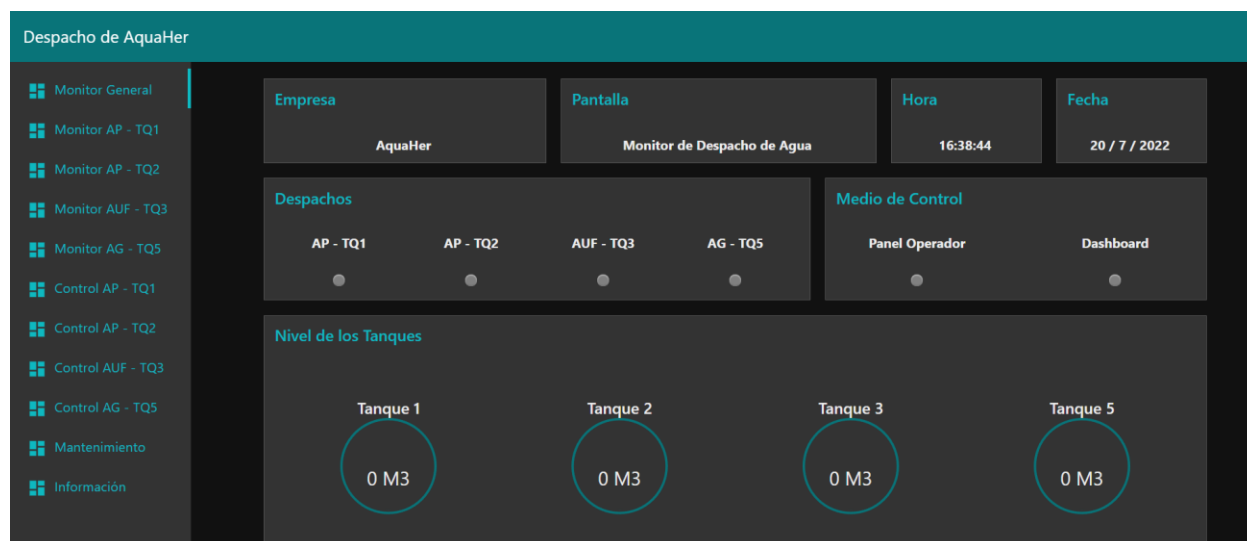 Despacho de AquaHer
Monitor General
Monitor AP - TQ1
Monitor AP - TQ2
Monitor AUF - TQ3
Monitor AG - TQ5
Control AP - TQ1
Control AP - TQ2
Control AUF - TQ3
Control AG - TQ5
Mantenimiento
Información
Empresa
AquaHer
Pantalla
Monitor de Despacho de Agua
Hora
16:38:44
Fecha
20 / 7 / 2022
Despachos
AP - TQ1 AP - TQ2 AUF - TQ3 AG - TQ5
Medio de Control
Panel Operador Dashboard
Nivel de los Tanques
Tanque 1 Tanque 2 Tanque 3 Tanque 5
0 M3 0 M3 0 M3 0 M3